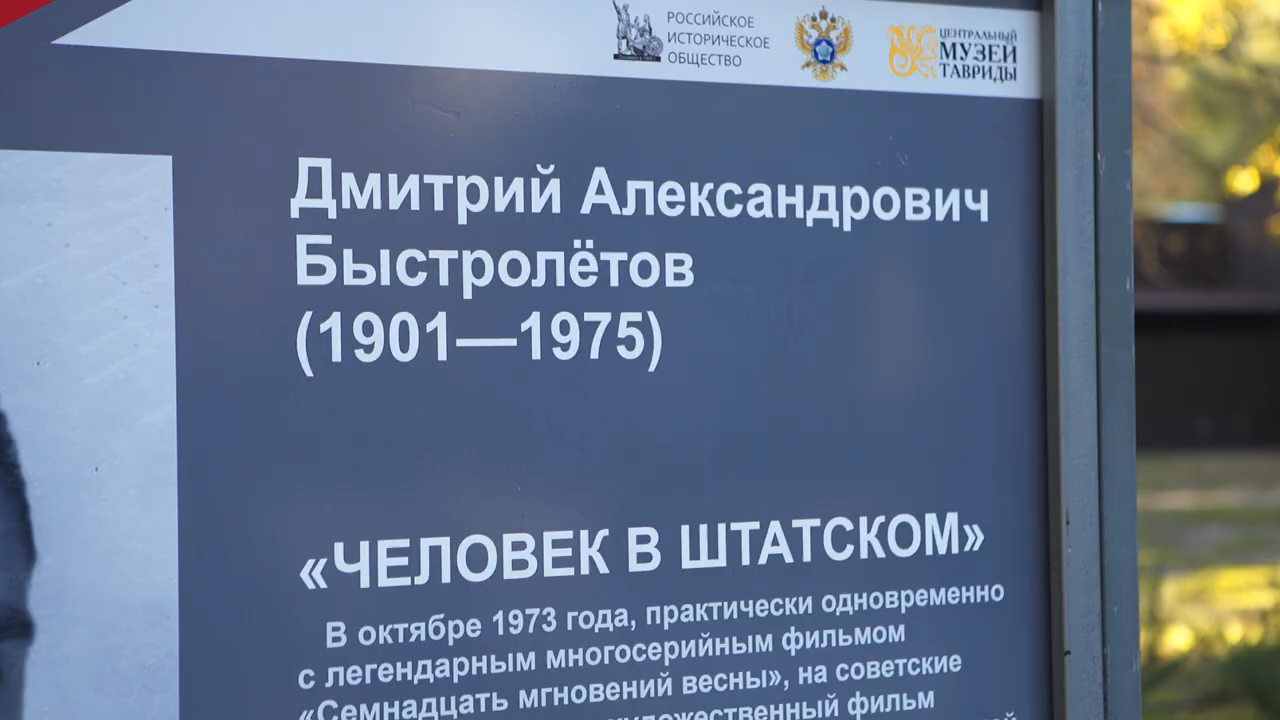 РОССИЙСКОЕ
ИСТОРИЧЕСКОЕ
ОБЩЕСТВО
ЦЕНТРАЛЬНЫЙ
МУЗЕЙ
ТАВРИДЫ
Дмитрий Александрович
Быстролётов
(1901—1975)
«ЧЕЛОВЕК В ШТАТСКОМ»
В октябре 1973 года, практически одновременно
с легендарным многосерийным фильмом
«Семнадцать мгновений весны», на советские
фильм